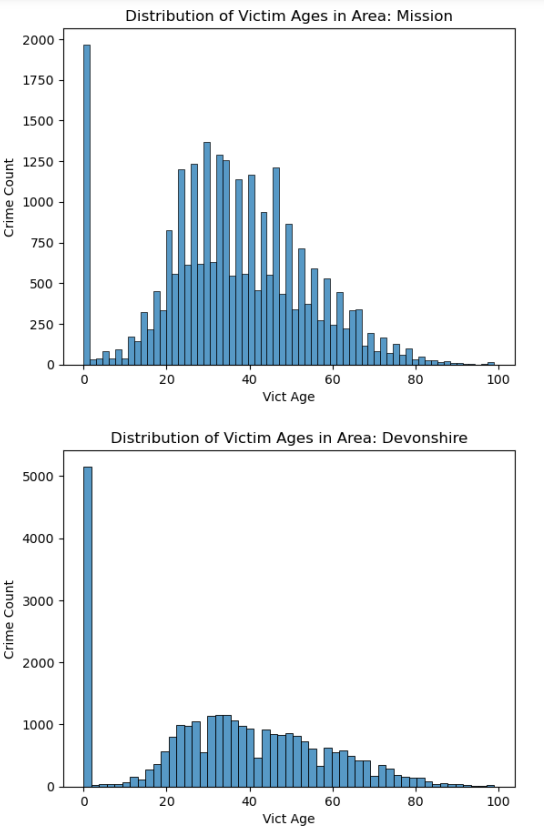 Distribution of Victim Ages in Area: Mission
2000
1750
1500
1250
1000
750
500
250
0
Crime Count
0 20 40 60 80 100
Vict Age
Distribution of Victim Ages in Area: Devonshire
5000
4000
3000
2000
1000
0
Crime Count
0 20 40 60 80 100
Vict Age